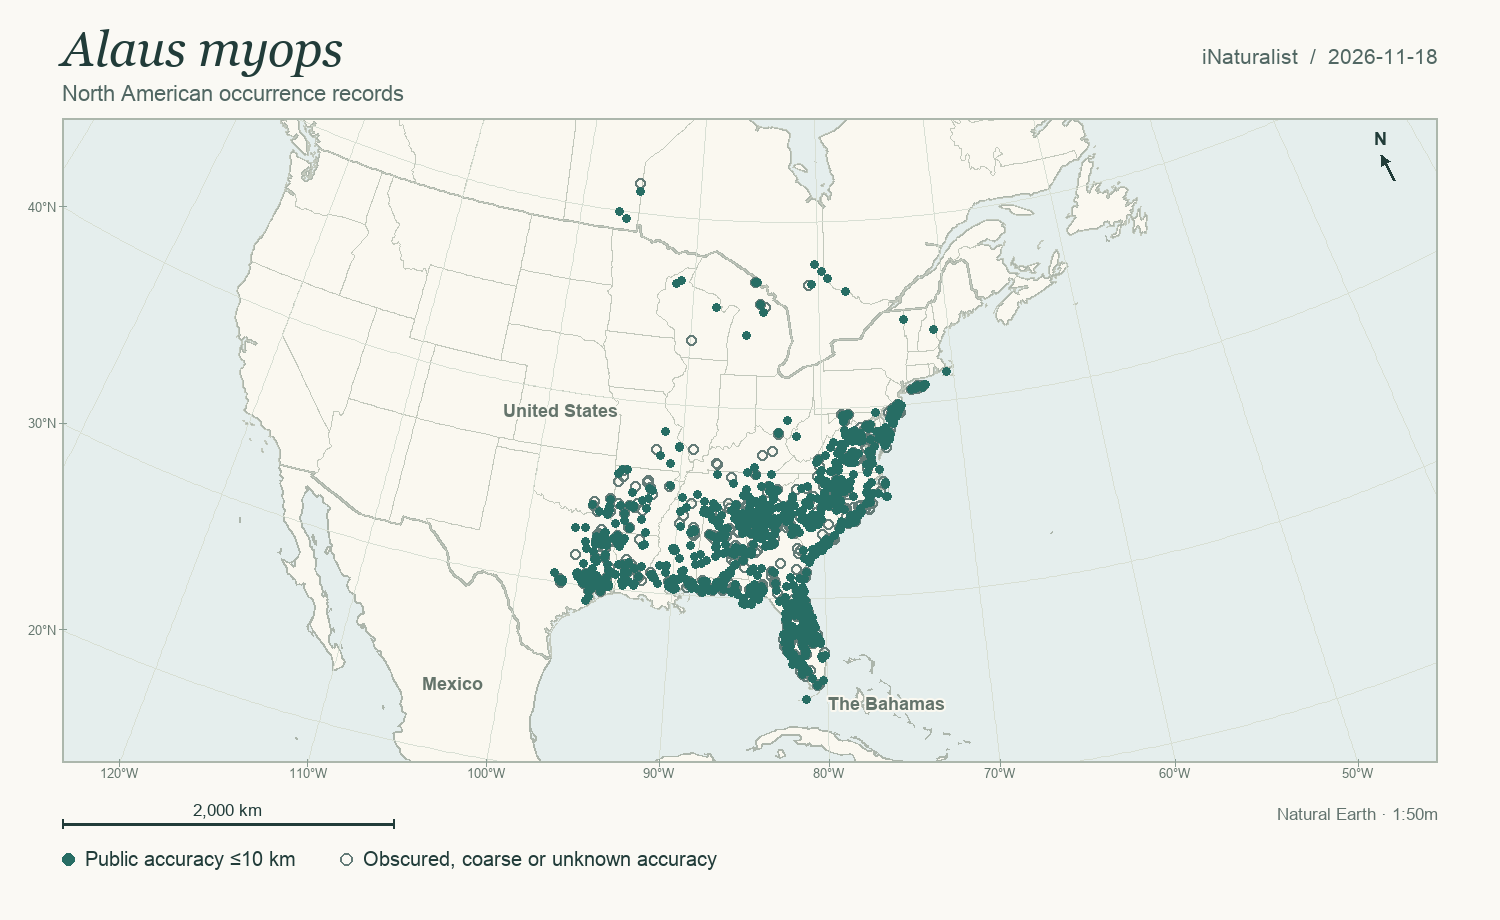 Alaus myops
iNaturalist / 2026-11-18
North American occurrence records
N
40°N
30°N
20°N
United States
Mexico
The Bahamas
120°W 110°W 100°W 90°W 80°W 70°W 60°W 50°W
2,000 km
Natural Earth · 1:50m
Public accuracy ≤10 km
Obscured, coarse or unknown accuracy